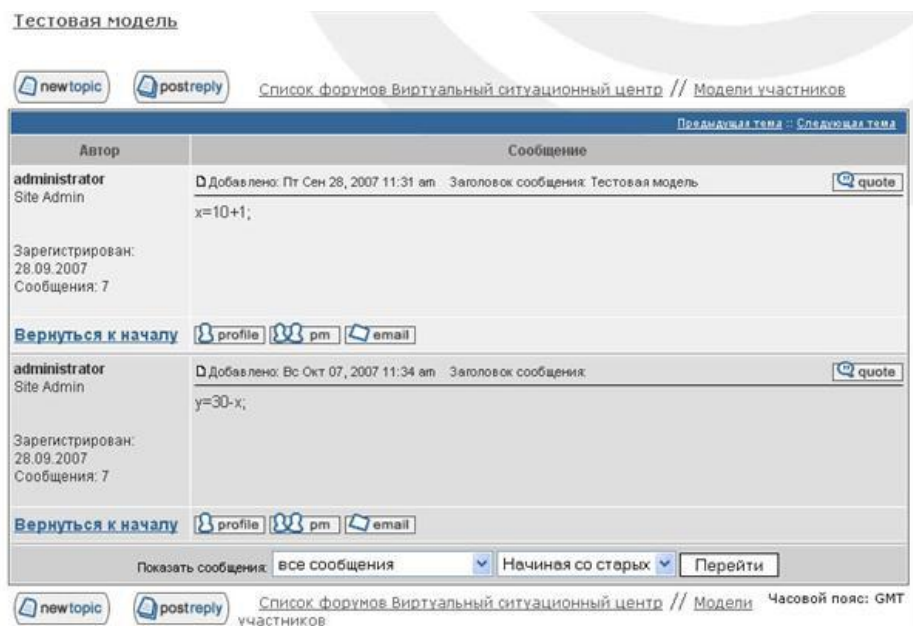 Тестовая модель
newtopic postreply Список форумов Виртуальный ситуационный центр // Модели участников
Предыдущая тема :: Следующая тема
Автор Сообщение
administrator Добавлено: Пт Сен 28, 2007 11:31 am Заголовок сообщения: Тестовая модель quote
Site Admin
x=10+1;
Зарегистрирован:
28.09.2007
Сообщения: 7
Вернуться к началу profile pm email
administrator Добавлено: Вс Окт 07, 2007 11:34 am Заголовок сообщения: quote
Site Admin
y=30-x;
Зарегистрирован:
28.09.2007
Сообщения: 7
Вернуться к началу profile pm email
Показать сообщения: все сообщения Начиная со старых Перейти
newtopic postreply Список форумов Виртуальный ситуационный центр // Модели Часовой пояс: GMT
участников